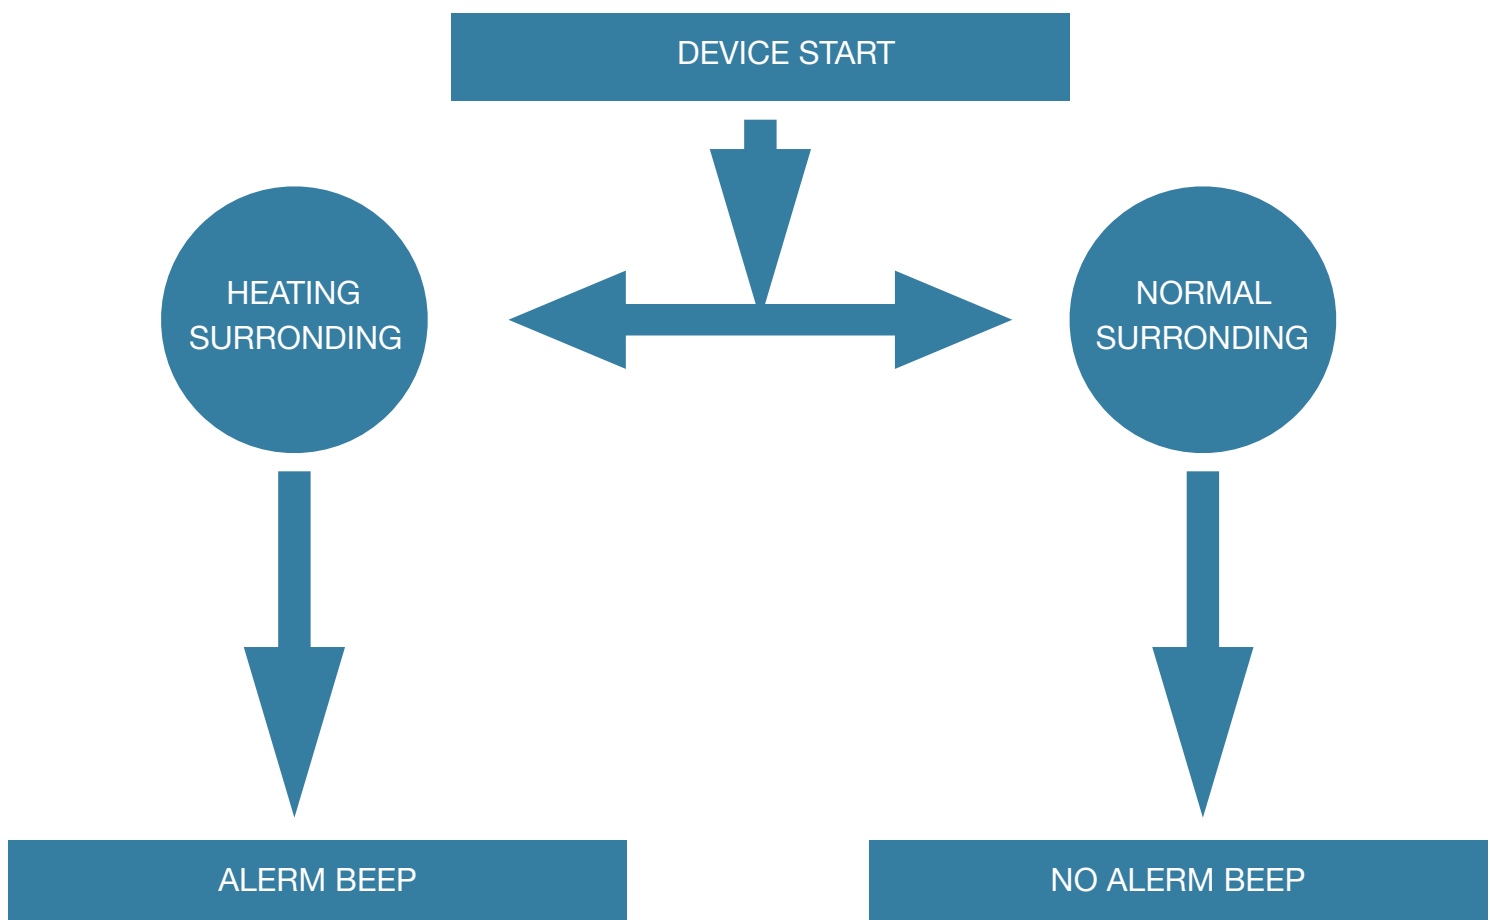 DEVICE START
HEATING
SURRONDING
NORMAL
SURRONDING
ALERM BEEP
NO ALERM BEEP